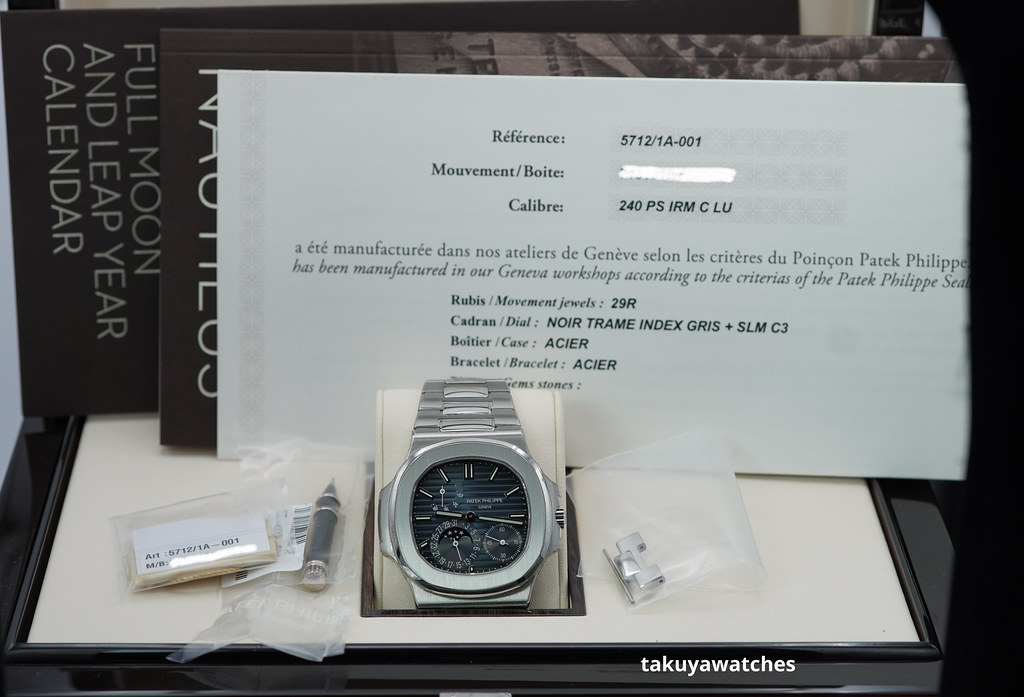 FULL MOON
AND LEAP YEAR
CALENDAR
NAUTILUS
Référence: 5712/1A-001
Mouvement/Boite:
Calibre: 240 PS IRM C LU
a été manufacturée dans nos ateliers de Genève selon les critères du Poinçon Patek Philippe.
has been manufactured in our Geneva workshops according to the criterias of the Patek Philippe Seal
Rubis / Movement jewels : 29R
Cadran / Dial : NOIR TRAME INDEX GRIS + SLM C3
Boîtier / Case : ACIER
Bracelet / Bracelet : ACIER
Gems stones :
PATEK PHILIPPE
GENEVE
Art :5712/1A-001
M/B:
takuyawatches